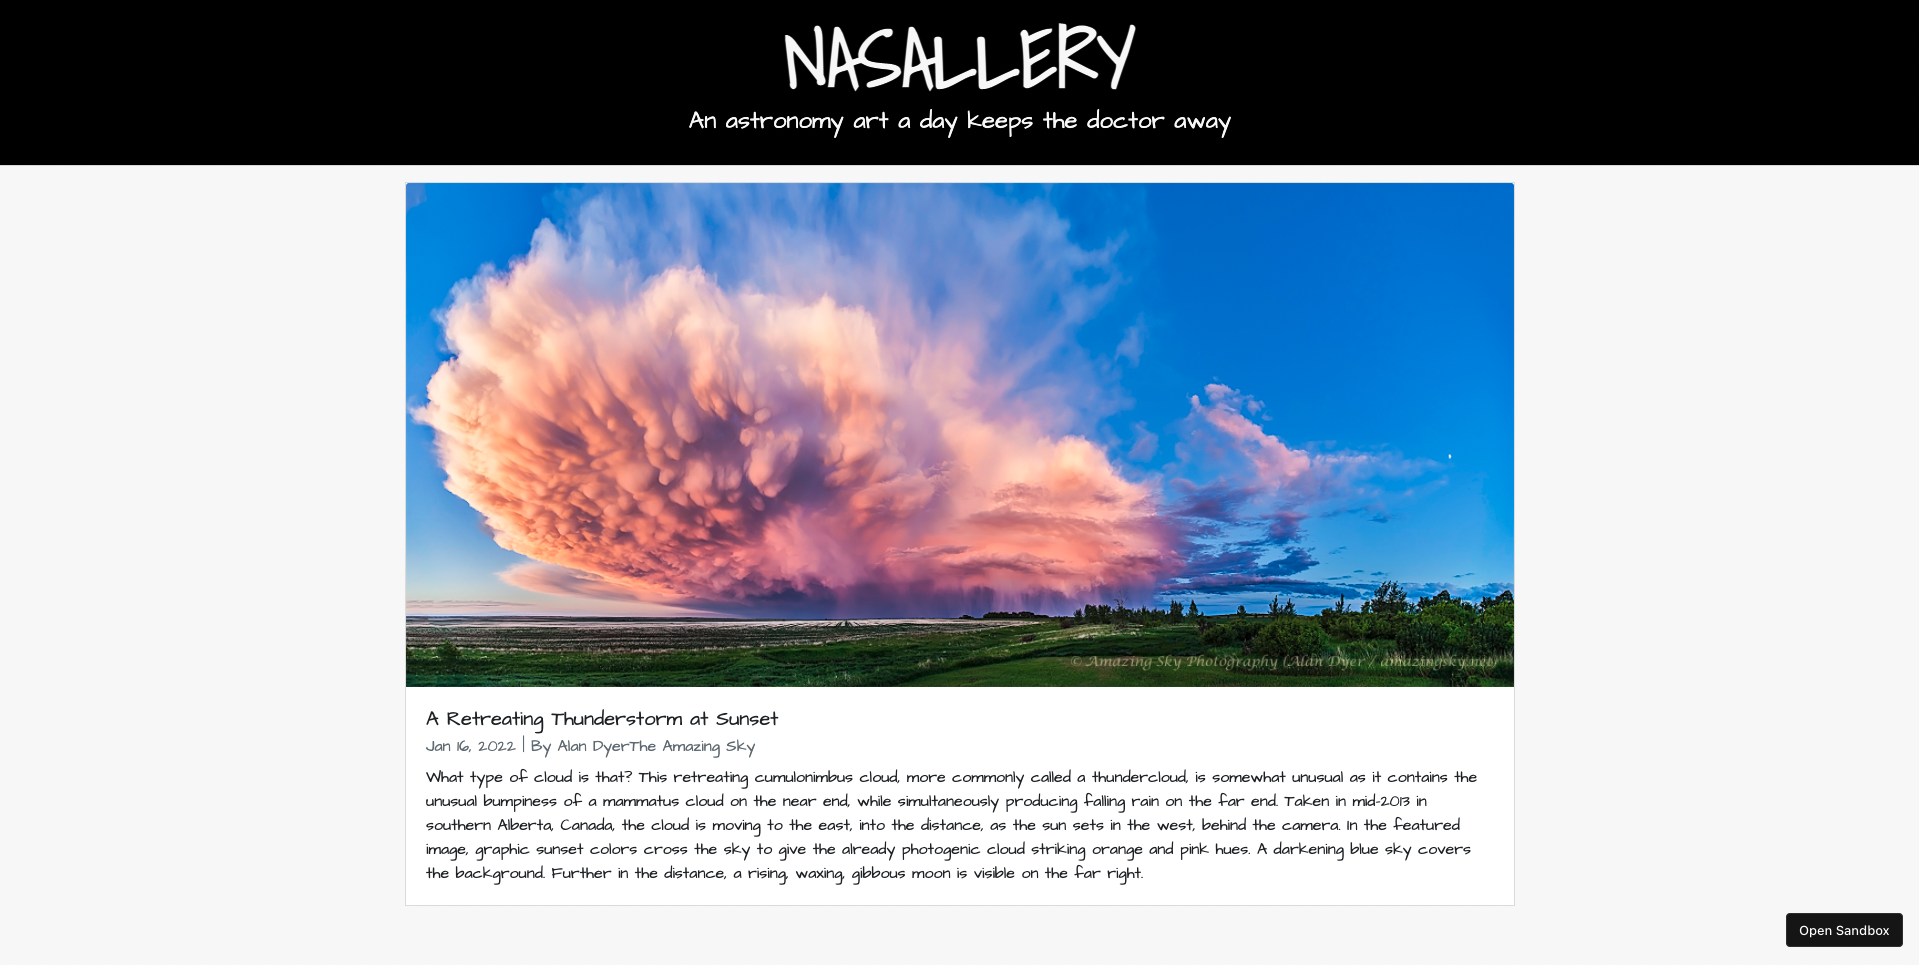 NASALLERY
An astronomy art a day keeps the doctor away
© Amazing Sky Photography (Alan Dyer / amazingsky.net)
A Retreating Thunderstorm at Sunset
Jan 16, 2022 | By Alan DyerThe Amazing Sky
What type of cloud is that? This retreating cumulonimbus cloud, more commonly called a thundercloud, is somewhat unusual as it contains the
unusual bumpiness of a mammatus cloud on the near end, while simultaneously producing falling rain on the far end. Taken in mid-2013 in
southern Alberta, Canada, the cloud is moving to the east, into the distance, as the sun sets in the west, behind the camera. In the featured
image, graphic sunset colors cross the sky to give the already photogenic cloud striking orange and pink hues. A darkening blue sky covers
the background. Further in the distance, a rising, waxing, gibbous moon is visible on the far right.
Open Sandbox